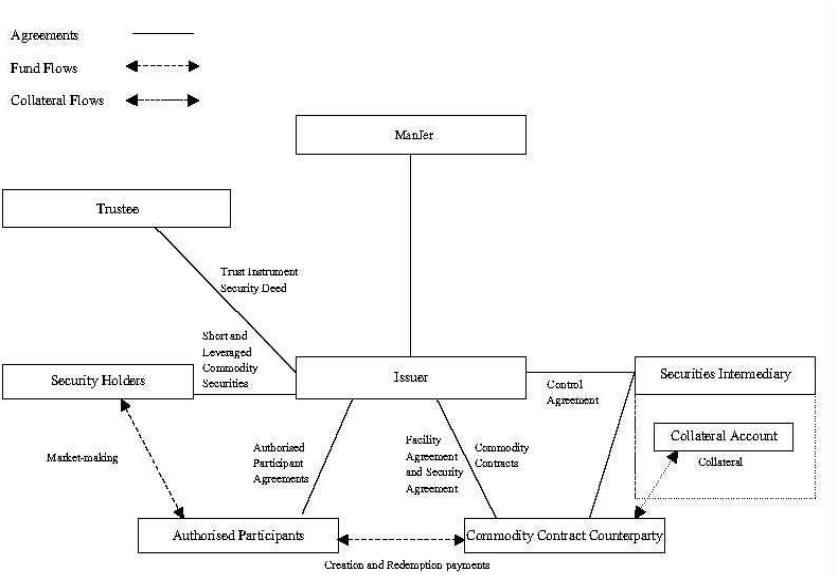 Agreements
Fund Flows
Collateral Flows
ManJer
Trustee
Trust Instrument
Security Deed
Short and
Leveraged
Commodity
Securities
Security Holders
Issuer
Securities Intermediary
Control
Agreement
Collateral Account
Collateral
Market-making
Authorised
Participant
Agreements
Facility
Agreement
and Security
Agreement
Commodity
Contracts
Authorised Participants
Commodity Contract Counterparty
Creation and Redemption payments